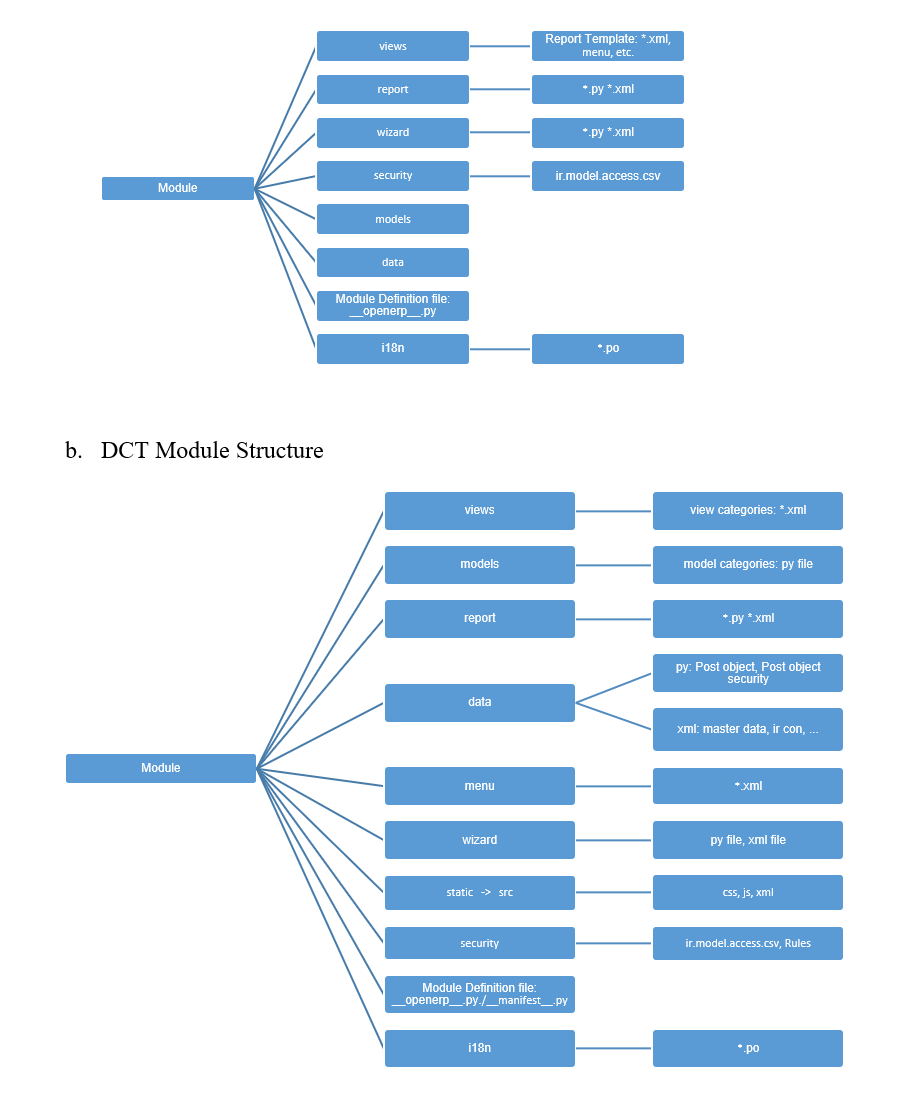 views
Report Template: *.xml,
menu, etc.
report
*.py *.xml
wizard
*.py *.xml
security
ir.model.access.csv
Module
models
data
Module Definition file:
__openerp__.py
i18n
*.po
b. DCT Module Structure
views
view categories: *.xml
models
model categories: py file
report
*.py *.xml
data
py: Post object, Post object
security
xml: master data, ir con, ...
Module
menu
*.xml
wizard
py file, xml file
static -> src
css, js, xml
security
ir.model.access.csv, Rules
Module Definition file:
__openerp__.py./__manifest__.py
i18n
*.po